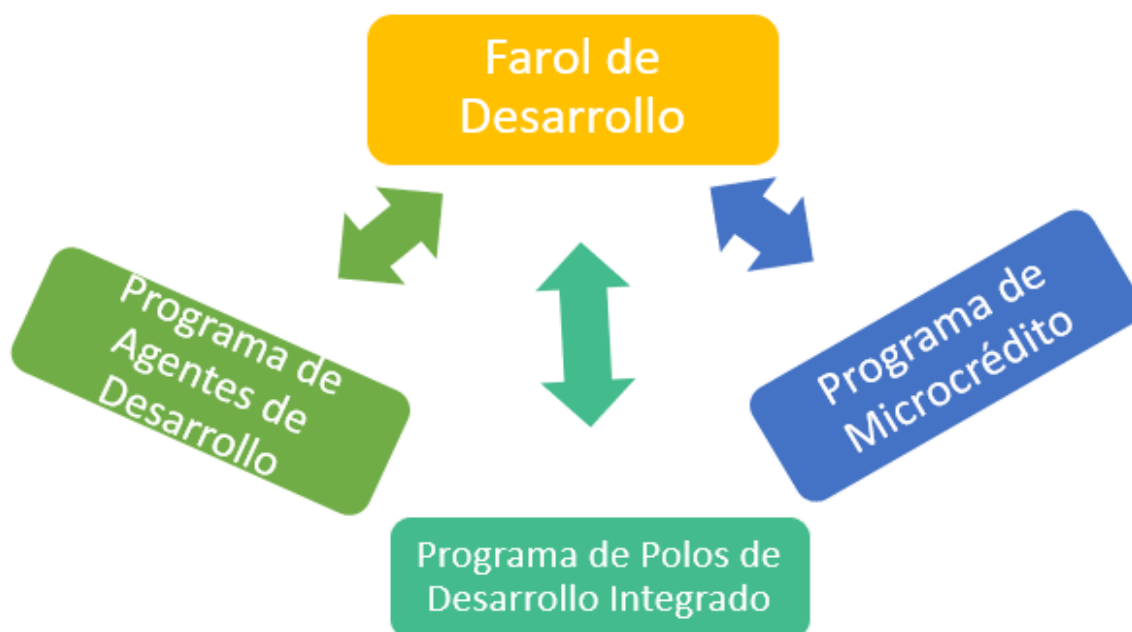 Farol de
Desarrollo
Programa de
Agentes de
Desarrollo
Programa de
Microcrédito
Programa de Polos de
Desarrollo Integrado